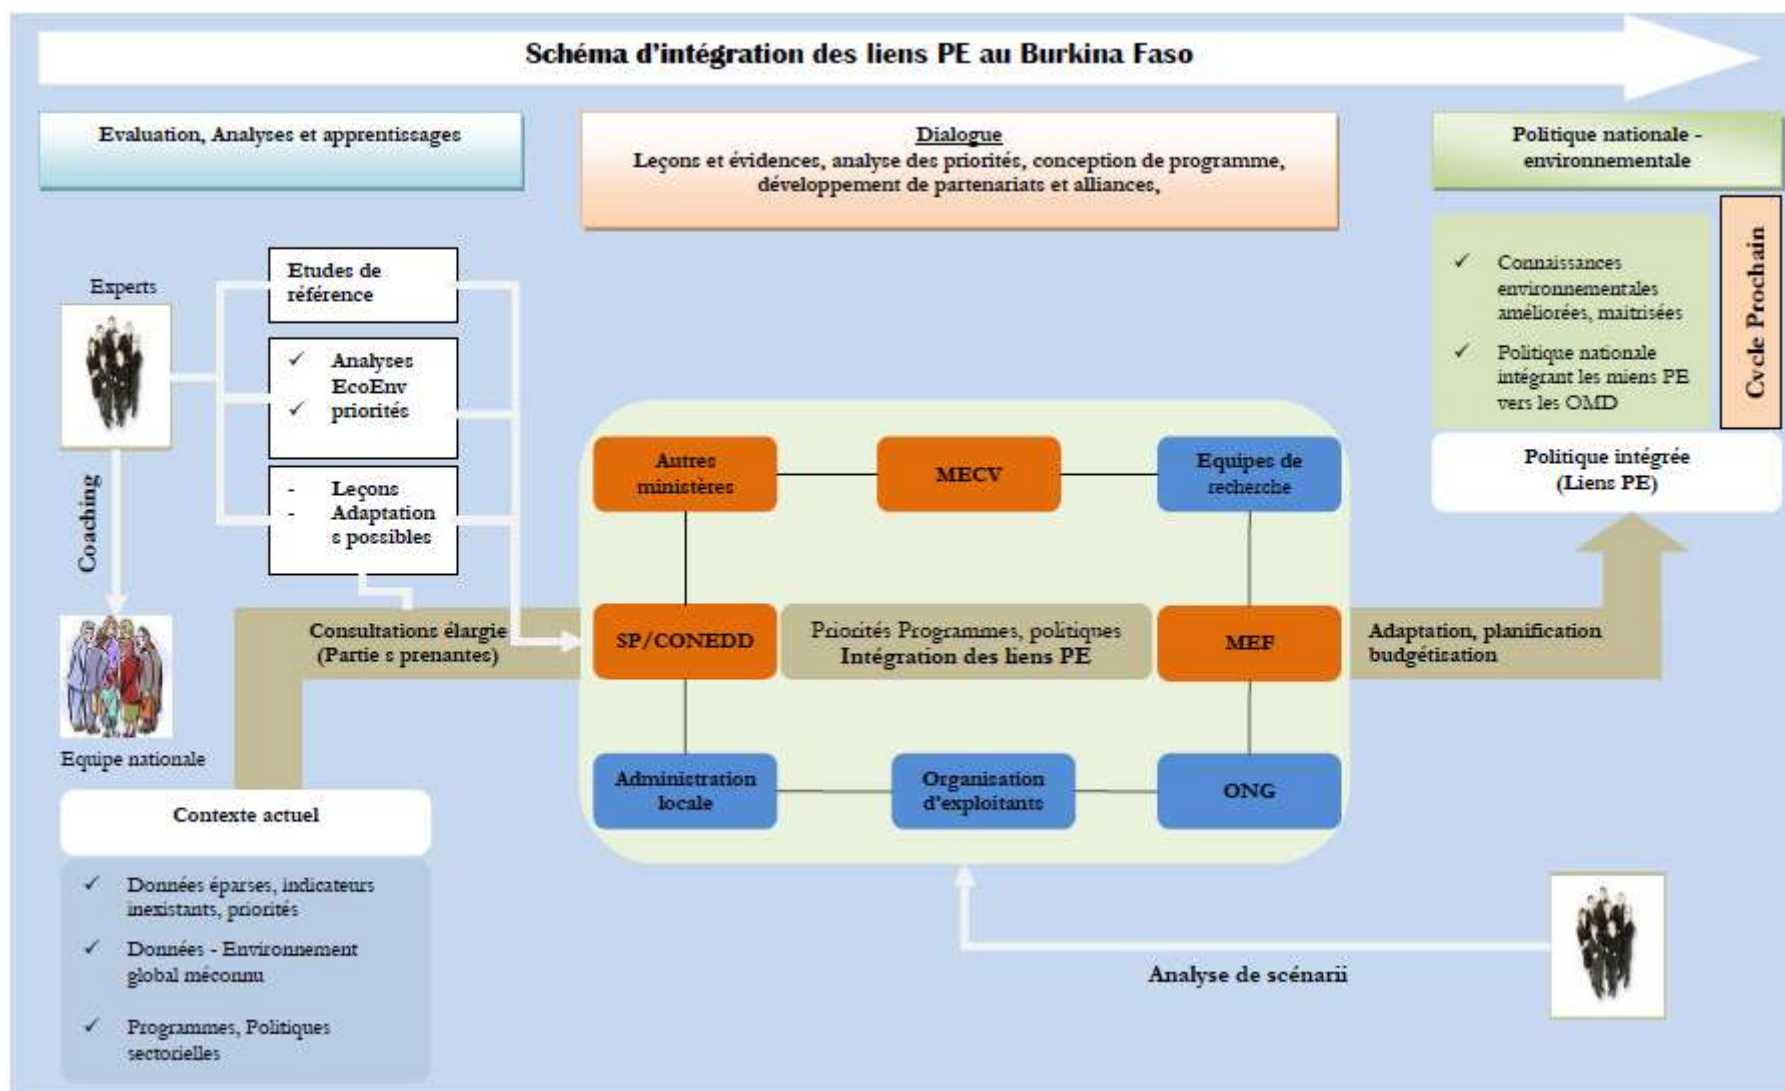 Schéma d'intégration des liens PE au Burkina Faso
Evaluation, Analyses et apprentissages
Dialogue
Leçons et évidences, analyse des priorités, conception de programme,
développement de partenariats et alliances,
Politique nationale -
environnementale
Experts
Coaching
Equipe nationale
Etudes de
référence
✓ Analyses
EcoEnv
✓ priorités
- Leçons
- Adaptation
s possibles
Consultations élargie
(Partie s prenantes)
Contexte actuel
✓ Données éparses, indicateurs
inexistants, priorités
✓ Données - Environnement
global méconnu
✓ Programmes, Politiques
sectorielles
Autres
ministères
MECV
Equipes de
recherche
SP/CONEDD
Priorités Programmes, politiques
Intégration des liens PE
MEF
Administration
locale
Organisation
d'exploitants
ONG
Analyse de scénarii
Adaptation, planification
budgétisation
✓ Connaissances
environnementales
améliorées, maitrisées
✓ Politique nationale
intégrant les miens PE
vers les OMD
Cycle Prochain
Politique intégrée
(Liens PE)